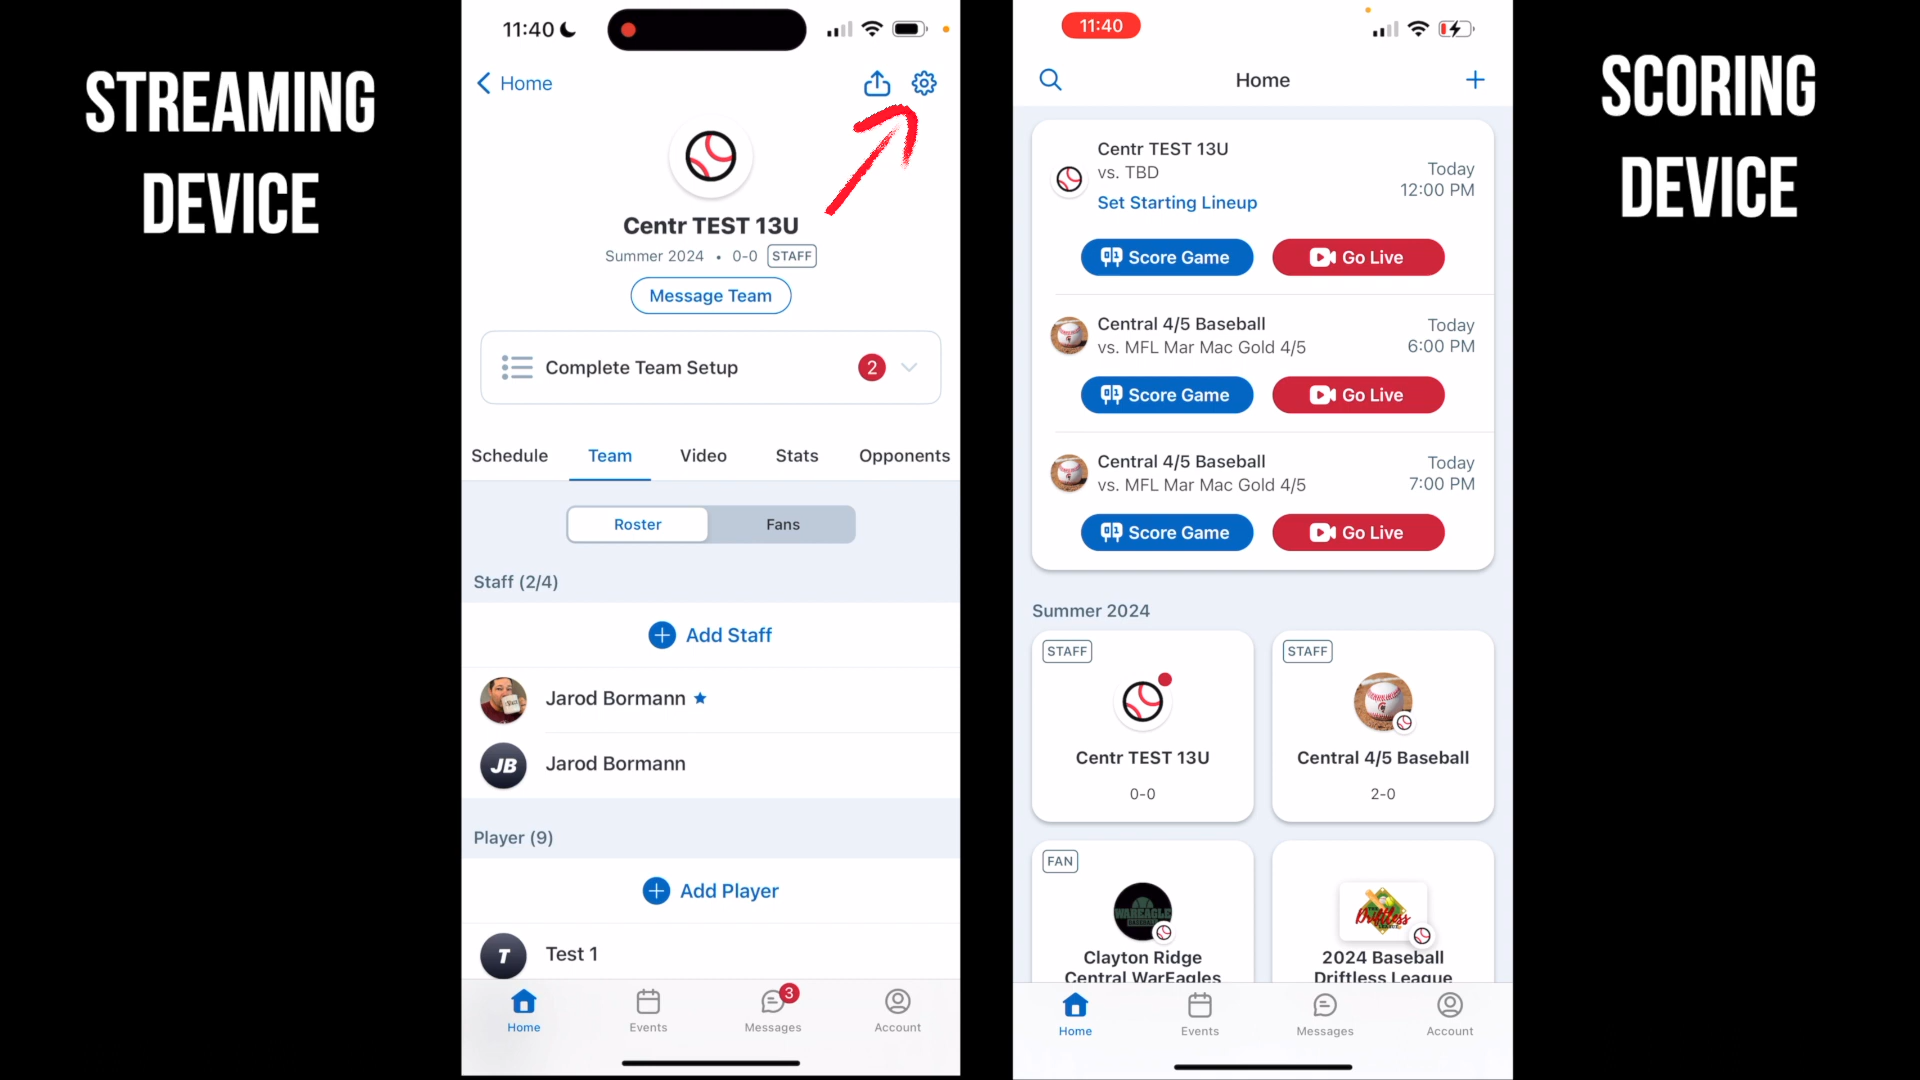 STREAMING
DEVICE
11:40
Home
Centr TEST 13U
Summer 2024 • 0-0 STAFF
Message Team
Complete Team Setup 2
Schedule Team Video Stats Opponents
Roster Fans
Staff (2/4)
Add Staff
Jarod Bormann
JB Jarod Bormann
Player (9)
Add Player
T Test 1
3
Home Events Messages Account
11:40
Home
Centr TEST 13U
vs. TBD
Today
12:00 PM
Set Starting Lineup
Score Game Go Live
Central 4/5 Baseball
vs. MFL Mar Mac Gold 4/5
Today
6:00 PM
Score Game Go Live
Central 4/5 Baseball
vs. MFL Mar Mac Gold 4/5
Today
7:00 PM
Score Game Go Live
Summer 2024
STAFF
Centr TEST 13U
0-0
STAFF
Central 4/5 Baseball
2-0
FAN
WAREAGLE
Clayton Ridge
Central WarEagles
Driftless
2024 Baseball
Driftless League
Home Events Messages Account
SCORING
DEVICE